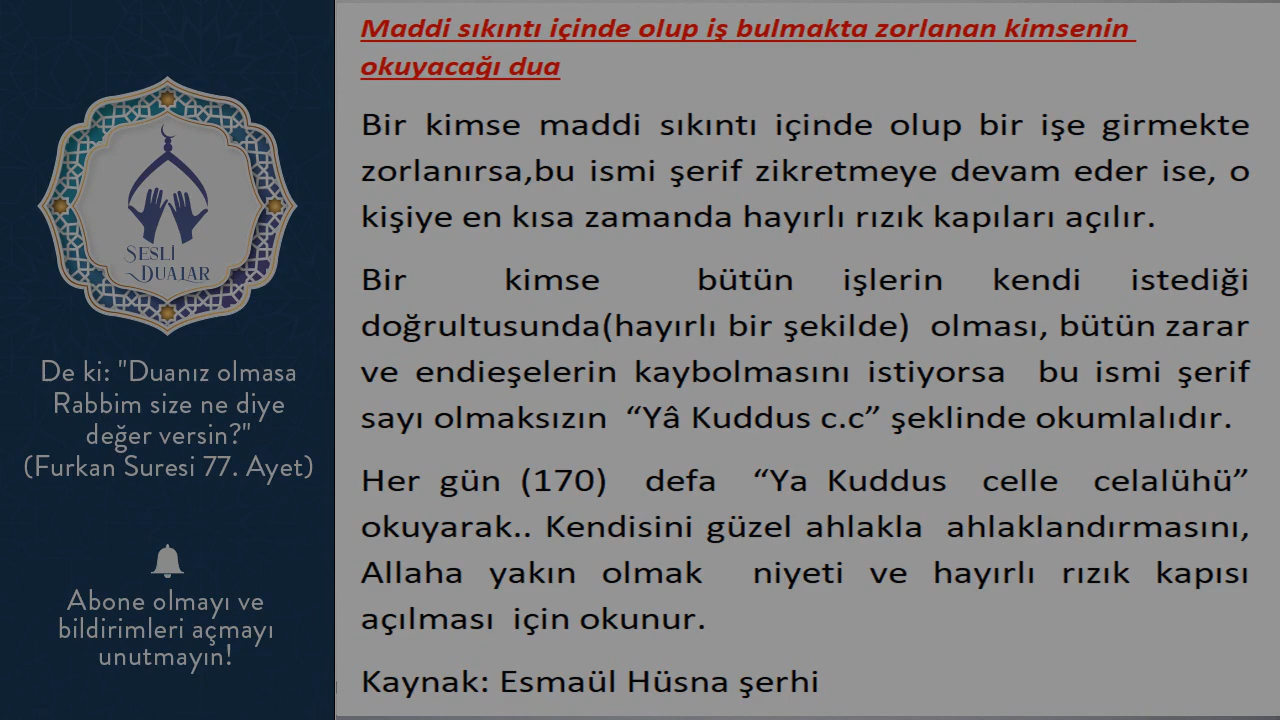 SESLİ
DUALAR
De ki: "Duanız olmasa
Rabbim size ne diye
değer versin?"
(Furkan Suresi 77. Ayet)
Abone olmayı ve
bildirimleri açmayı
unutmayın!
Maddi sıkıntı içinde olup iş bulmakta zorlanan kimsenin
okuyacağı dua
Bir kimse maddi sıkıntı içinde olup bir işe girmekte
zorlanırsa,bu ismi şerif zikretmeye devam eder ise, o
kişiye en kısa zamanda hayırlı rızık kapıları açılır.
Bir kimse bütün işlerin kendi istediği
doğrultusunda(hayırlı bir şekilde) olması, bütün zarar
ve endieşelerin kaybolmasını istiyorsa bu ismi şerif
sayı olmaksızın “Yâ Kuddus c.c” şeklinde okumlalıdır.
Her gün (170) defa “Ya Kuddus celle celalühü”
okuyarak.. Kendisini güzel ahlakla ahlaklandırmasını,
Allaha yakın olmak niyeti ve hayırlı rızık kapısı
açılması için okunur.
Kaynak: Esmaül Hüsna şerhi